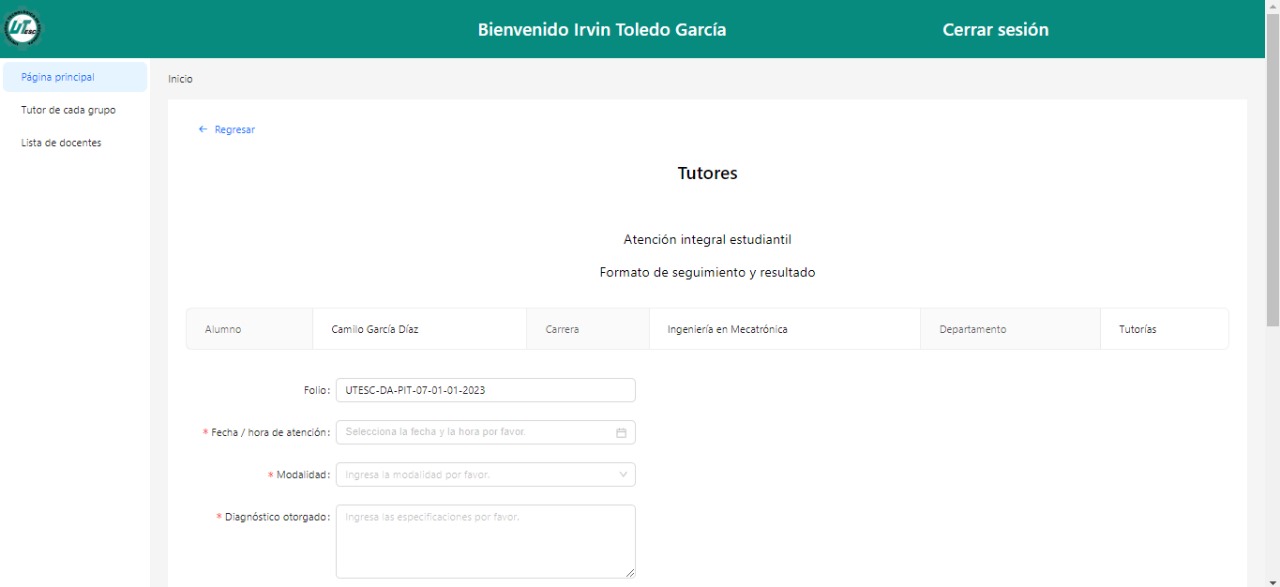 UTESC
Bienvenido Irvin Toledo García
Cerrar sesión
Página principal
Tutor de cada grupo
Lista de docentes
Inicio
← Regresar
Tutores
Atención integral estudiantil
Formato de seguimiento y resultado
Alumno Camilo García Díaz Carrera Ingeniería en Mecatrónica Departamento Tutorías
Folio: UTESC-DA-PIT-07-01-01-2023
* Fecha / hora de atención: Selecciona la fecha y la hora por favor.
* Modalidad: Ingresa la modalidad por favor.
* Diagnóstico otorgado: Ingresa las especificaciones por favor.